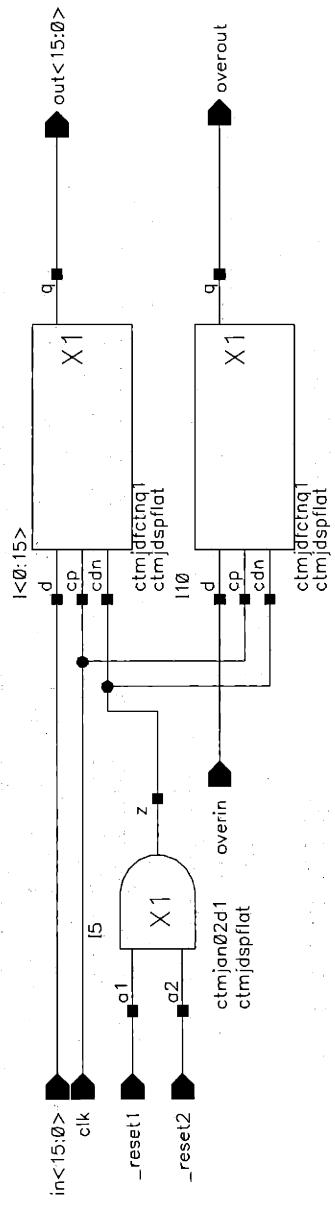 in<15:0>
clk
_reset1
_reset2
a1
a2
I5
X1
ctmjan02d1
ctmjdspflat
z
overin
I<0:15>
d
cp
cdn
X1
q
ctmjdfctnq1
ctmjdspflat
out<15:0>
I10
d
cp
cdn
X1
q
ctmjdfctnq1
ctmjdspflat
overout